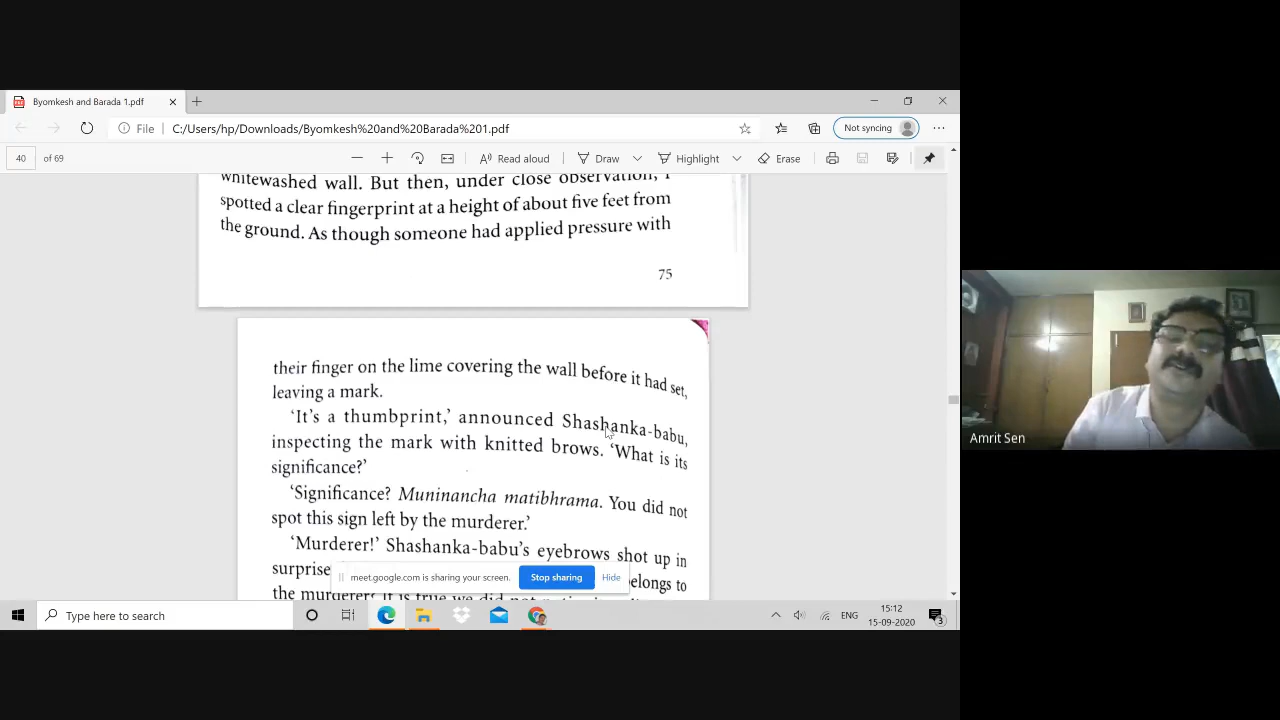 Byomkesh and Barada 1.pdf
File
C:/Users/hp/Downloads/Byomkesh%20and%20Barada%201.pdf
Not syncing
40 of 69
Read aloud
Draw
Highlight
Erase
whitewashed wall. But then, under close observation, I
spotted a clear fingerprint at a height of about five feet from
the ground. As though someone had applied pressure with
75
their finger on the lime covering the wall before it had set,
leaving a mark.
‘It’s a thumbprint,’ announced Shashanka-babu,
inspecting the mark with knitted brows. ‘What is its
significance?’
‘Significance? Muninancha matibhrama. You did not
spot this sign left by the murderer.’
‘Murderer!’ Shashanka-babu’s eyebrows shot up in
surprise
belongs to
the murderer? It is true we did not
meet.google.com is sharing your screen.
Stop sharing
Hide
Amrit Sen
Type here to search
ENG
15:12
15-09-2020
3